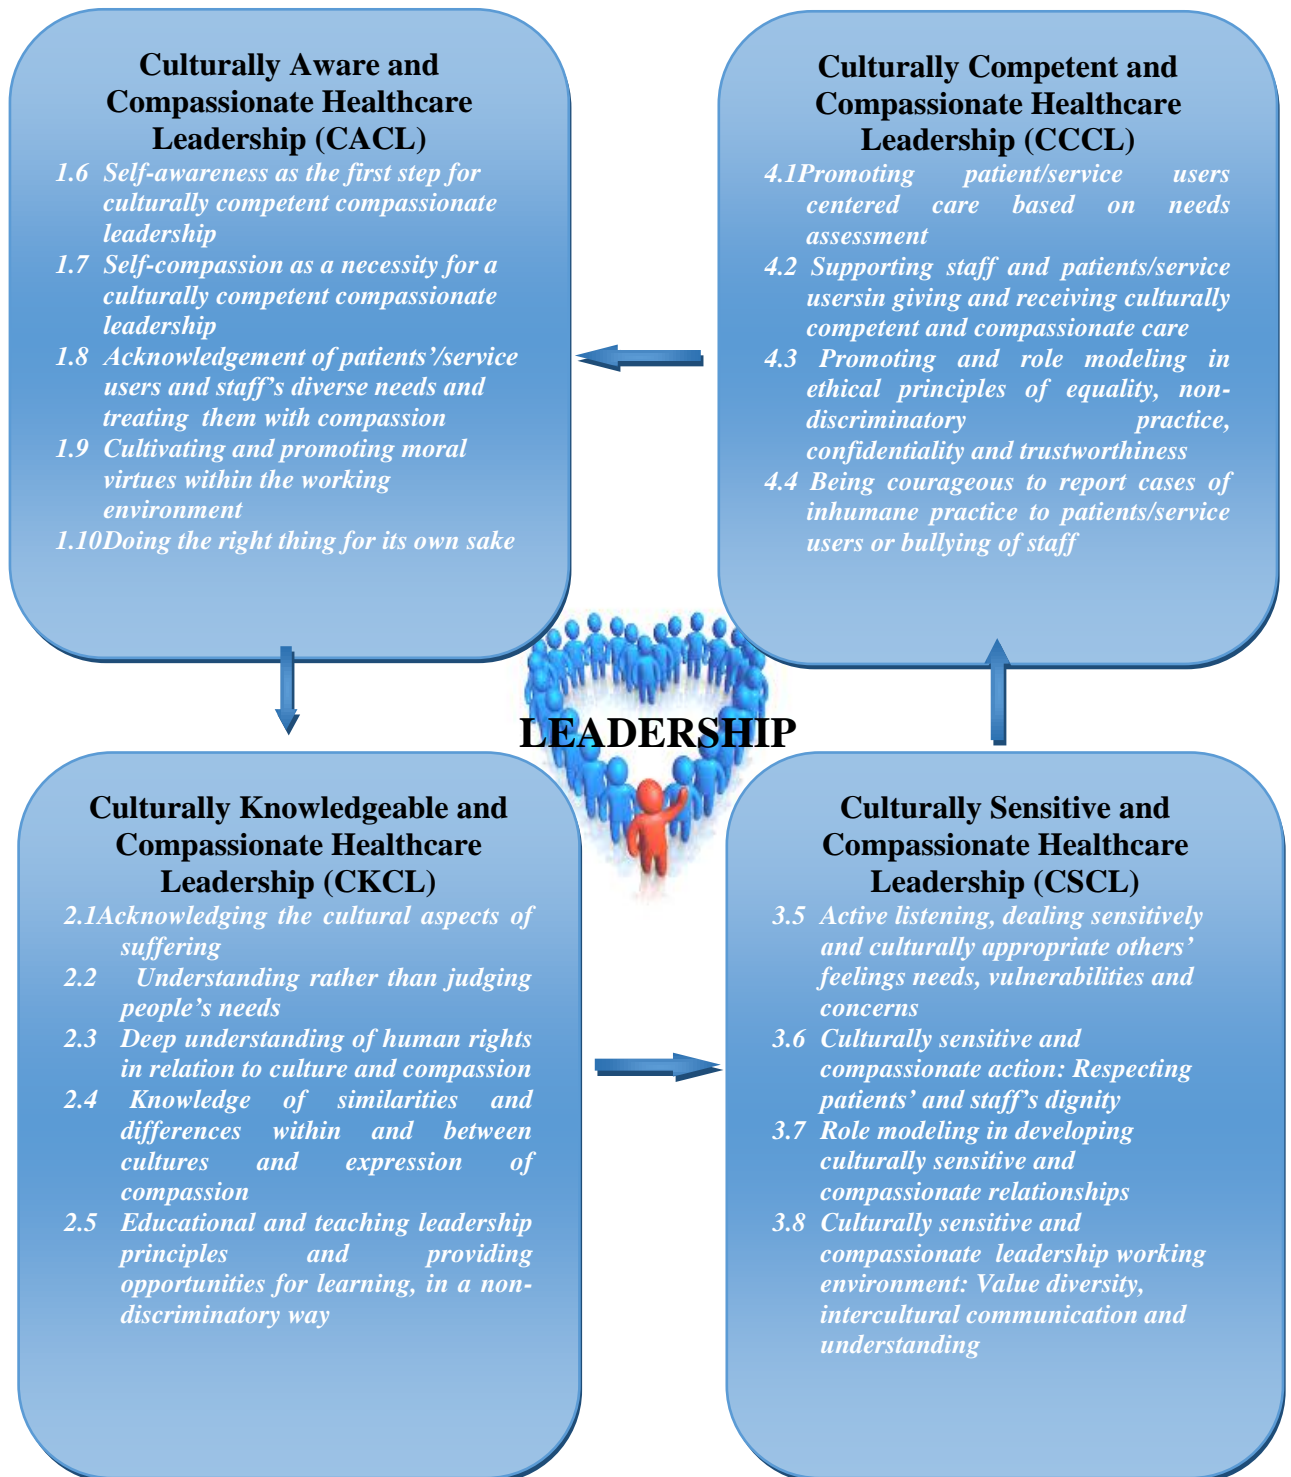 Culturally Aware and
Compassionate Healthcare
Leadership (CACL)
1.6 Self-awareness as the first step for
culturally competent compassionate
leadership
1.7 Self-compassion as a necessity for a
culturally competent compassionate
leadership
1.8 Acknowledgement of patients’/service
users and staff’s diverse needs and
treating them with compassion
1.9 Cultivating and promoting moral
virtues within the working
environment
1.10Doing the right thing for its own sake
Culturally Competent and
Compassionate Healthcare
Leadership (CCCL)
4.1Promoting patient/service users
centered care based on needs
assessment
4.2 Supporting staff and patients/service
usersin giving and receiving culturally
competent and compassionate care
4.3 Promoting and role modeling in
ethical principles of equality, non-
discriminatory practice,
confidentiality and trustworthiness
4.4 Being courageous to report cases of
inhumane practice to patients/service
users or bullying of staff
LEADERSHIP
Culturally Knowledgeable and
Compassionate Healthcare
Leadership (CKCL)
2.1Acknowledging the cultural aspects of
suffering
2.2 Understanding rather than judging
people’s needs
2.3 Deep understanding of human rights
in relation to culture and compassion
2.4 Knowledge of similarities and
differences within and between
cultures and expression of
compassion
2.5 Educational and teaching leadership
principles and providing
opportunities for learning, in a non-
discriminatory way
Culturally Sensitive and
Compassionate Healthcare
Leadership (CSCL)
3.5 Active listening, dealing sensitively
and culturally appropriate others’
feelings needs, vulnerabilities and
concerns
3.6 Culturally sensitive and
compassionate action: Respecting
patients’ and staff’s dignity
3.7 Role modeling in developing
culturally sensitive and
compassionate relationships
3.8 Culturally sensitive and
compassionate leadership working
environment: Value diversity,
intercultural communication and
understanding